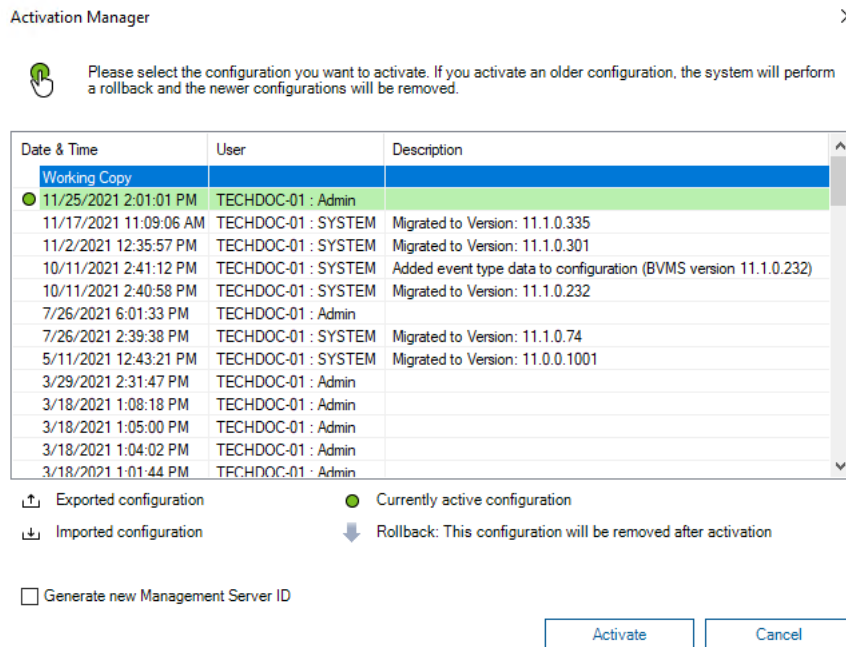 Activation Manager
Please select the configuration you want to activate. If you activate an older configuration, the system will perform
a rollback and the newer configurations will be removed.
Date & Time User Description
Working Copy
11/25/2021 2:01:01 PM TECHDOC-01 : Admin
11/17/2021 11:09:06 AM TECHDOC-01 : SYSTEM Migrated to Version: 11.1.0.335
11/2/2021 12:35:57 PM TECHDOC-01 : SYSTEM Migrated to Version: 11.1.0.301
10/11/2021 2:41:12 PM TECHDOC-01 : SYSTEM Added event type data to configuration (BVMS version 11.1.0.232)
10/11/2021 2:40:58 PM TECHDOC-01 : SYSTEM Migrated to Version: 11.1.0.232
7/26/2021 6:01:33 PM TECHDOC-01 : Admin
7/26/2021 2:39:38 PM TECHDOC-01 : SYSTEM Migrated to Version: 11.1.0.74
5/11/2021 12:43:21 PM TECHDOC-01 : SYSTEM Migrated to Version: 11.0.0.1001
3/29/2021 2:31:47 PM TECHDOC-01 : Admin
3/18/2021 1:08:18 PM TECHDOC-01 : Admin
3/18/2021 1:05:00 PM TECHDOC-01 : Admin
3/18/2021 1:04:02 PM TECHDOC-01 : Admin
3/18/2021 1:01:44 PM TECHDOC-01 : Admin
Exported configuration Currently active configuration
Imported configuration Rollback: This configuration will be removed after activation
Generate new Management Server ID
Activate Cancel